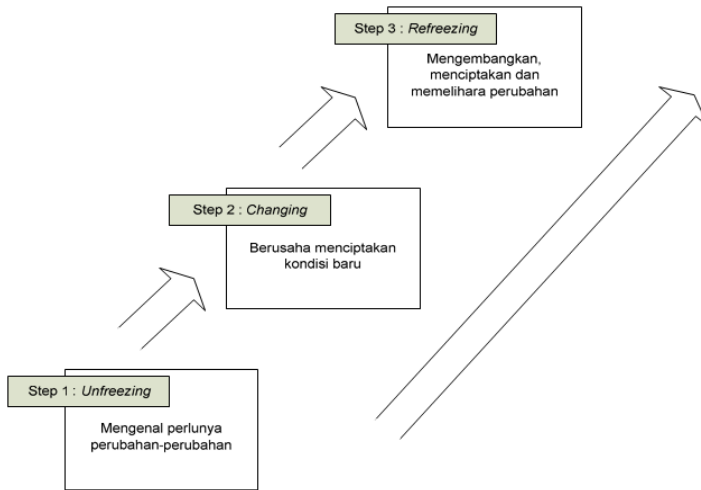 Step 3 : Refreezing
Mengembangkan,
menciptakan dan
memelihara perubahan
Step 2 : Changing
Berusaha menciptakan
kondisi baru
Step 1 : Unfreezing
Mengenal perlunya
perubahan-perubahan